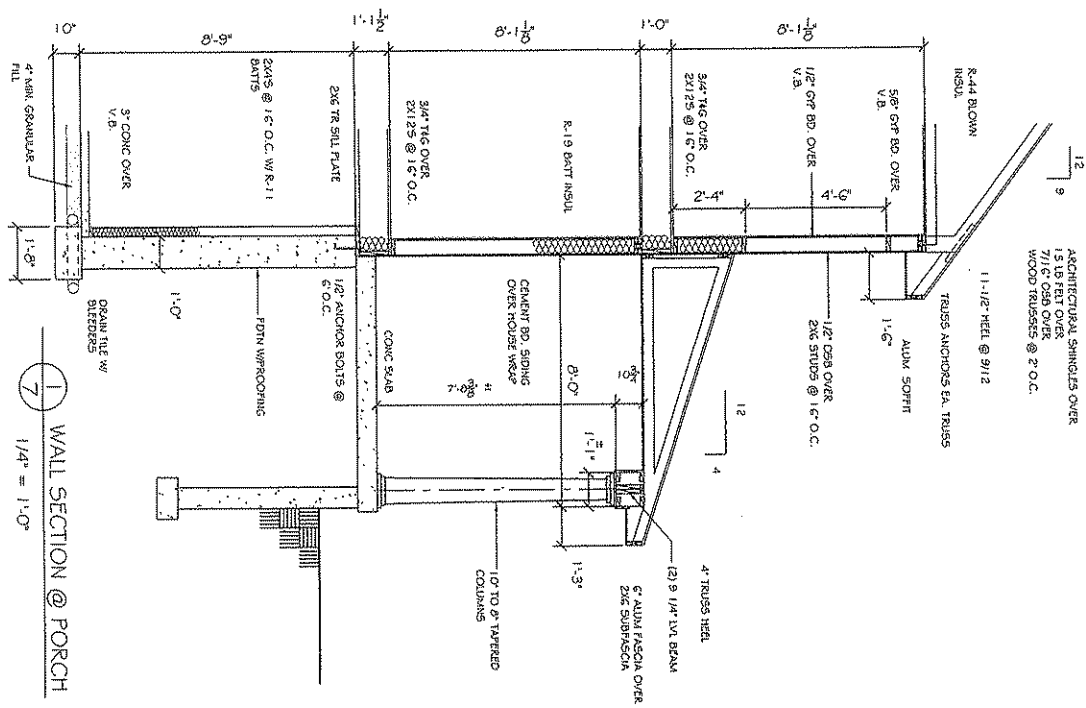 12
9
ARCHITECTURAL SHINGLES OVER
15 LB FELT OVER
7/16" OSB OVER
WOOD TRUSSES @ 2' O.C.
R-44 BLOWN
INSUL
11-1/2" HEEL @ 9/12
TRUSS ANCHORS EA. TRUSS
ALUM SOFFIT
1'-6"
5/8" GYP BD. OVER
V.B.
1/2" GYP BD. OVER
V.B.
4'-6"
2'-4"
1/2" OSB OVER
2X6 STUDS @ 16" O.C.
3/4" T&G OVER
2X12'S @ 16" O.C.
8'-1 1/8"
1'-0"
8'-1 1/8"
1'-1 1/2"
8'-9"
10"
12
4
4" TRUSS HEEL
(2) 9 1/4" LVL BEAM
6" ALUM FASCIA OVER
2X6 SUBFASCIA
R-19 BATT INSUL
8'-0"
1'-1"
1'-3"
CEMENT BD. SIDING
OVER HOUSE WRAP
3/4" T&G OVER
2X12'S @ 16" O.C.
CONC SLAB
10" TO 8" TAPERED
COLUMNS
2X6 TR SILL PLATE
1/2" ANCHOR BOLTS @
6' O.C.
2X4'S @ 16" O.C. W/ R-11
BATTS
FDTN W/PROOFING
1'-0"
3" CONC OVER
V.B.
4" MIN. GRANULAR
FILL
1'-8"
DRAIN TILE W/
BLEEDERS
1
7
WALL SECTION @ PORCH
1/4" = 1'-0"